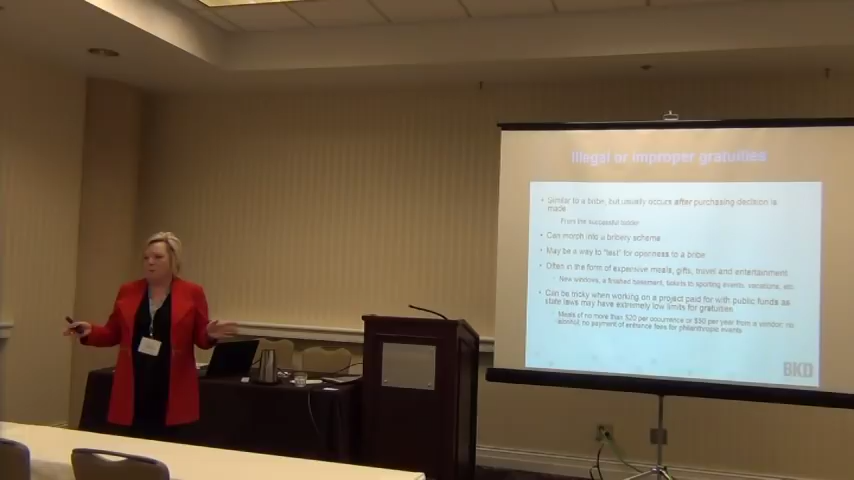 Illegal or improper gratuities
• Similar to a bribe, but usually occurs after purchasing decision is
made
From the successful bidder
• Can morph into a bribery scheme
• May be a way to "test" for openness to a bribe
• Often in the form of expensive meals, gifts, travel and entertainment
New windows, a finished basement, tickets to sporting events, vacations, etc.
• Can be tricky when working on a project paid for with public funds as
state laws may have extremely low limits for gratuities
Meals of no more than $20 per occurrence or $50 per year from a vendor; no
alcohol; no payment of entrance fees for philanthropic events
BKD